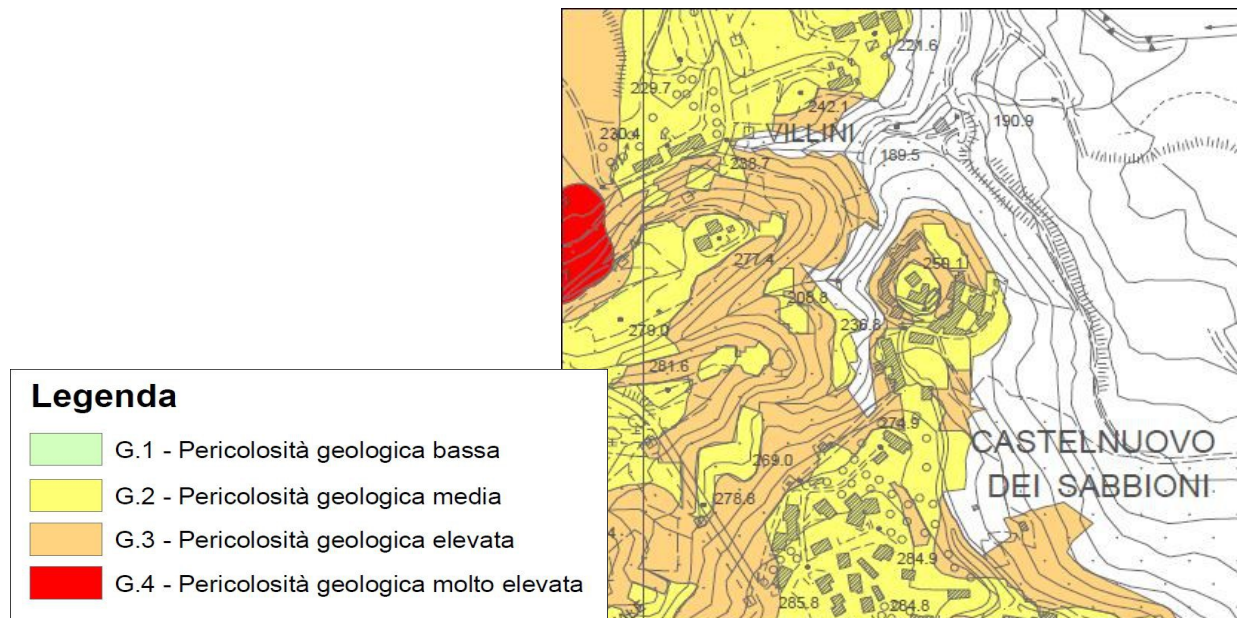 221.6
229.7
242.1
190.9
VILLINI
230.4
189.5
238.7
277.4
250.1
208.8
279.0
236.8
281.6
Legenda
G.1 - Pericolosità geologica bassa
G.2 - Pericolosità geologica media
G.3 - Pericolosità geologica elevata
G.4 - Pericolosità geologica molto elevata
274.9
CASTELNUOVO
DEI SABBIONI
269.0
278.8
284.9
285.8
284.8